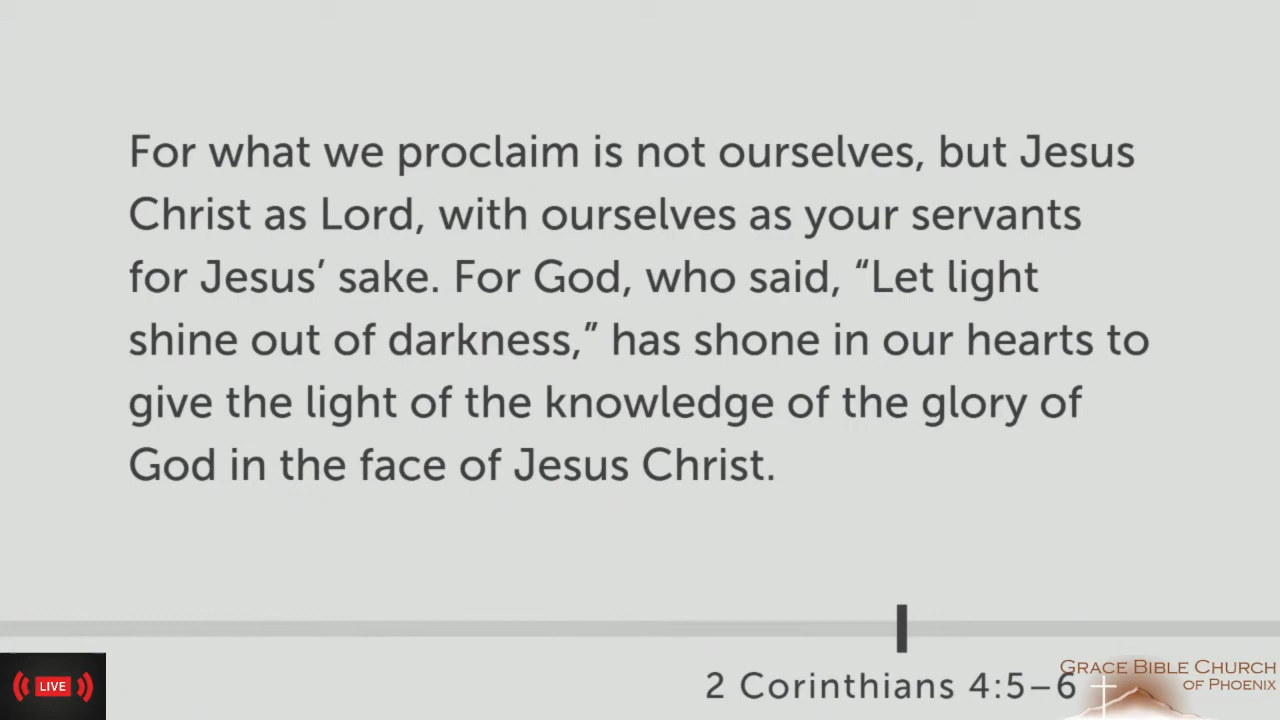 For what we proclaim is not ourselves, but Jesus
Christ as Lord, with ourselves as your servants
for Jesus’ sake. For God, who said, “Let light
shine out of darkness,” has shone in our hearts to
give the light of the knowledge of the glory of
God in the face of Jesus Christ.
2 Corinthians 4:5–6
LIVE
GRACE BIBLE CHURCH
OF PHOENIX